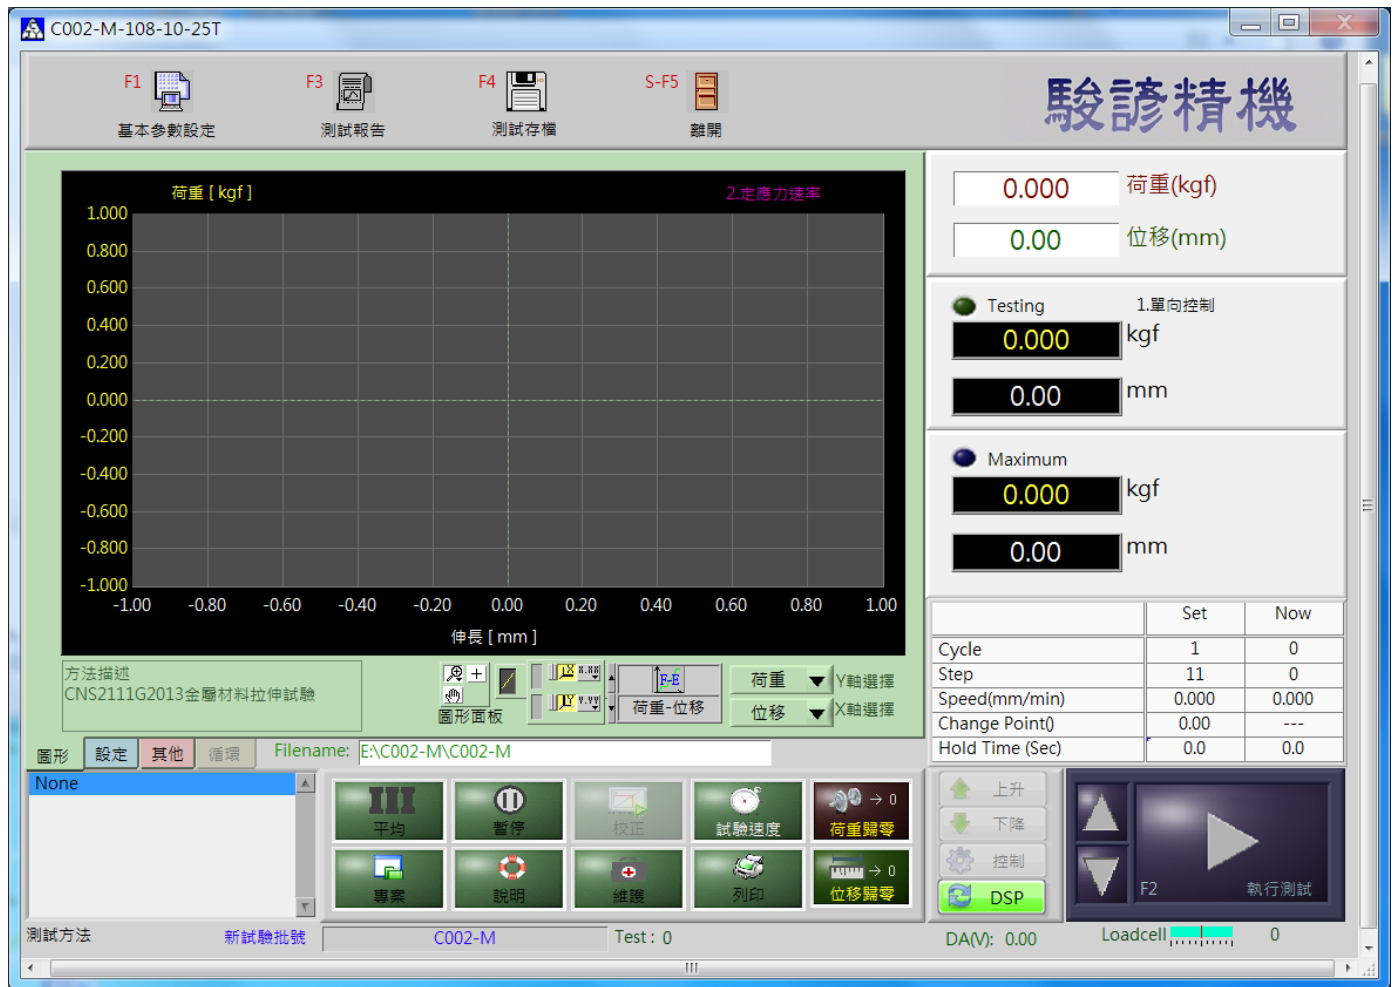 C002-M-108-10-25T
F1
F3
F4
S-F5
基本參數設定
測試報告
測試存檔
離開
駿諺精機
荷重 [ kgf ]
2.定應力速率
1.000
0.800
0.600
0.400
0.200
0.000
-0.200
-0.400
-0.600
-0.800
-1.000
-1.00 -0.80 -0.60 -0.40 -0.20 0.00 0.20 0.40 0.60 0.80 1.00
伸長 [ mm ]
0.000 荷重(kgf)
0.00 位移(mm)
Testing 1.單向控制
0.000 kgf
0.00 mm
Maximum
0.000 kgf
0.00 mm
Set Now
Cycle 1 0
Step 11 0
Speed(mm/min) 0.000 0.000
Change Point() 0.00 ---
Hold Time (Sec) 0.0 0.0
方法描述
CNS2111G2013金屬材料拉伸試驗
圖形面板
X X.XX
Y Y.YY
F-E
荷重-位移
荷重 Y軸選擇
位移 X軸選擇
圖形 設定 其他 循環 Filename: E:\C002-M\C002-M
None
平均 暫停 校正 試驗速度 → 0 荷重歸零
專案 說明 維護 列印 → 0 位移歸零
上升
下降
控制
DSP
F2 執行測試
測試方法 新試驗批號 C002-M Test : 0 DA(V): 0.00 Loadcell 0